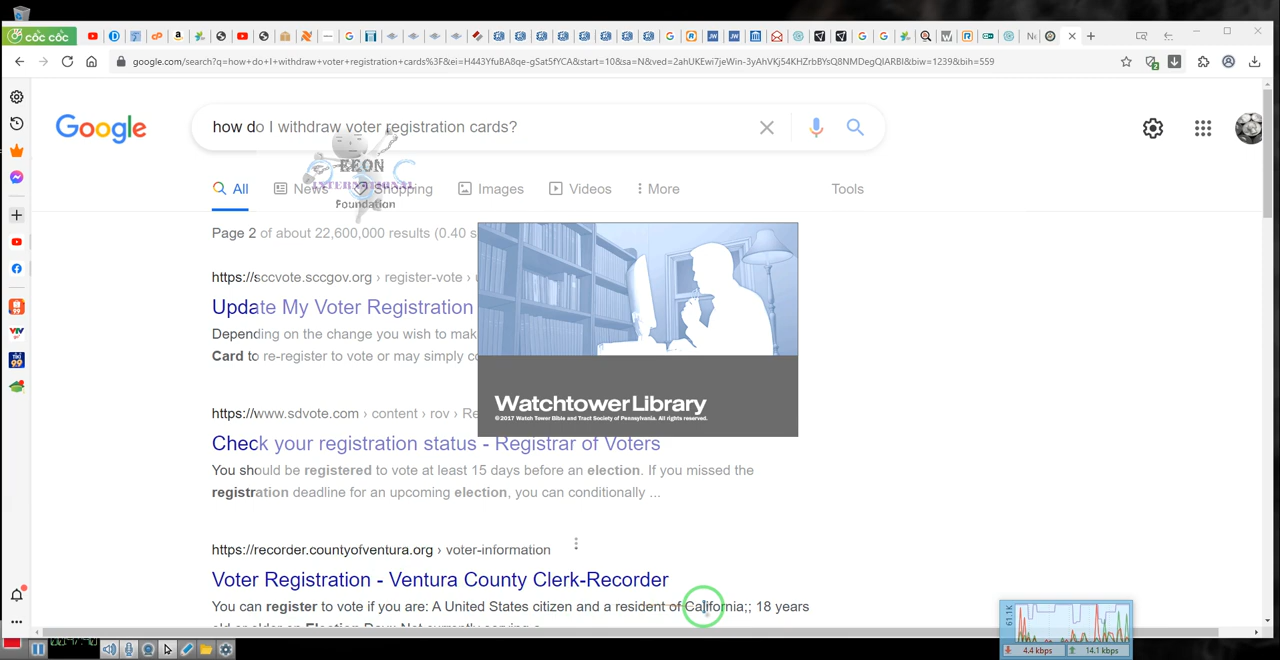 cốc cốc
google.com/search?q=how+do+I+withdraw+voter+registration+cards%3F&ei=H443YfuBA8qe-gSat5fYCA&start=10&sa=N&ved=2ahUKEwi7jeWin-3yAhVKj54KHZrbBYsQ8NMDegQIARBI&biw=1239&bih=559
Google
how do I withdraw voter registration cards?
EEON
INTERNATIONAL
Foundation
All
News
Shopping
Images
Videos
More
Tools
Page 2 of about 22,600,000 results (0.40 s
https://sccvote.sccgov.org › register-vote ›
Update My Voter Registration
Depending on the change you wish to mak
Card to re-register to vote or may simply c
WatchtowerLibrary
©2017 Watch Tower Bible and Tract Society of Pennsylvania. All rights reserved.
https://www.sdvote.com › content › rov › Re
Check your registration status - Registrar of Voters
You should be registered to vote at least 15 days before an election. If you missed the
registration deadline for an upcoming election, you can conditionally ...
https://recorder.countyofventura.org › voter-information
Voter Registration - Ventura County Clerk-Recorder
You can register to vote if you are: A United States citizen and a resident of California;; 18 years
61.1K
4.4 kbps
14.1 kbps